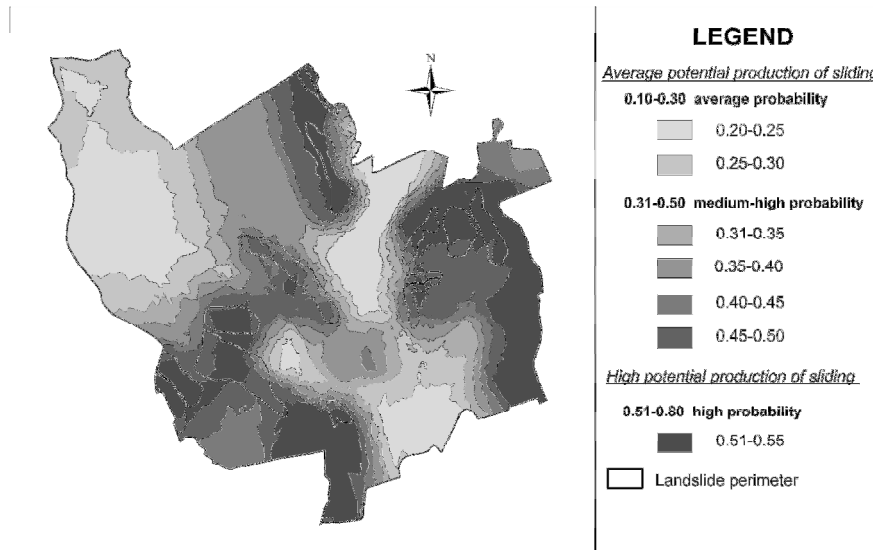 N
LEGEND
Average potential production of sliding
0.10-0.30 average probability
0.20-0.25
0.25-0.30
0.31-0.50 medium-high probability
0.31-0.35
0.35-0.40
0.40-0.45
0.45-0.50
High potential production of sliding
0.51-0.80 high probability
0.51-0.55
Landslide perimeter